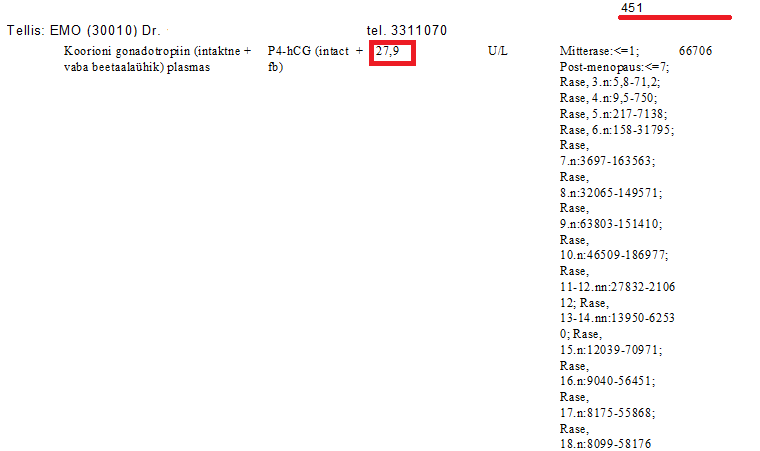 451
Tellis: EMO (30010) Dr. tel. 3311070
Koorioni gonadotropiin (intaktne + P4-hCG (intact + 27,9 U/L Mitterase:<=1; 66706
vaba beetaalaühik) plasmas fb) Post-menopaus:<=7;
Rase, 3.n:5,8-71,2;
Rase, 4.n:9,5-750;
Rase, 5.n:217-7138;
Rase, 6.n:158-31795;
Rase,
7.n:3697-163563;
Rase,
8.n:32065-149571;
Rase,
9.n:63803-151410;
Rase,
10.n:46509-186977;
Rase,
11-12.nn:27832-2106
12; Rase,
13-14.nn:13950-6253
0; Rase,
15.n:12039-70971;
Rase,
16.n:9040-56451;
Rase,
17.n:8175-55868;
Rase,
18.n:8099-58176